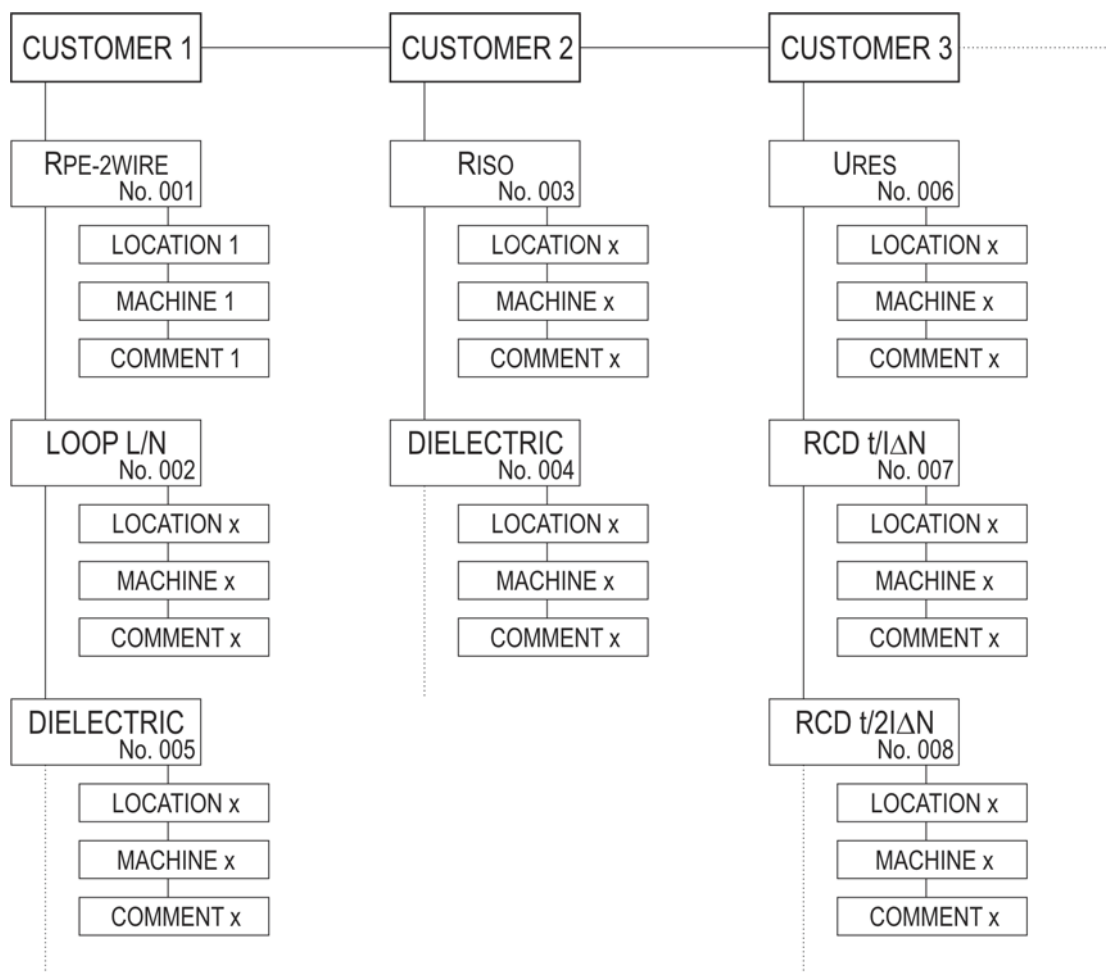 CUSTOMER 1
RPE-2WIRE
No. 001
LOCATION 1
MACHINE 1
COMMENT 1
LOOP L/N
No. 002
LOCATION x
MACHINE x
COMMENT x
DIELECTRIC
No. 005
LOCATION x
MACHINE x
COMMENT x
CUSTOMER 2
RISO
No. 003
LOCATION x
MACHINE x
COMMENT x
DIELECTRIC
No. 004
LOCATION x
MACHINE x
COMMENT x
CUSTOMER 3
URES
No. 006
LOCATION x
MACHINE x
COMMENT x
RCD t/I∆N
No. 007
LOCATION x
MACHINE x
COMMENT x
RCD t/2I∆N
No. 008
LOCATION x
MACHINE x
COMMENT x